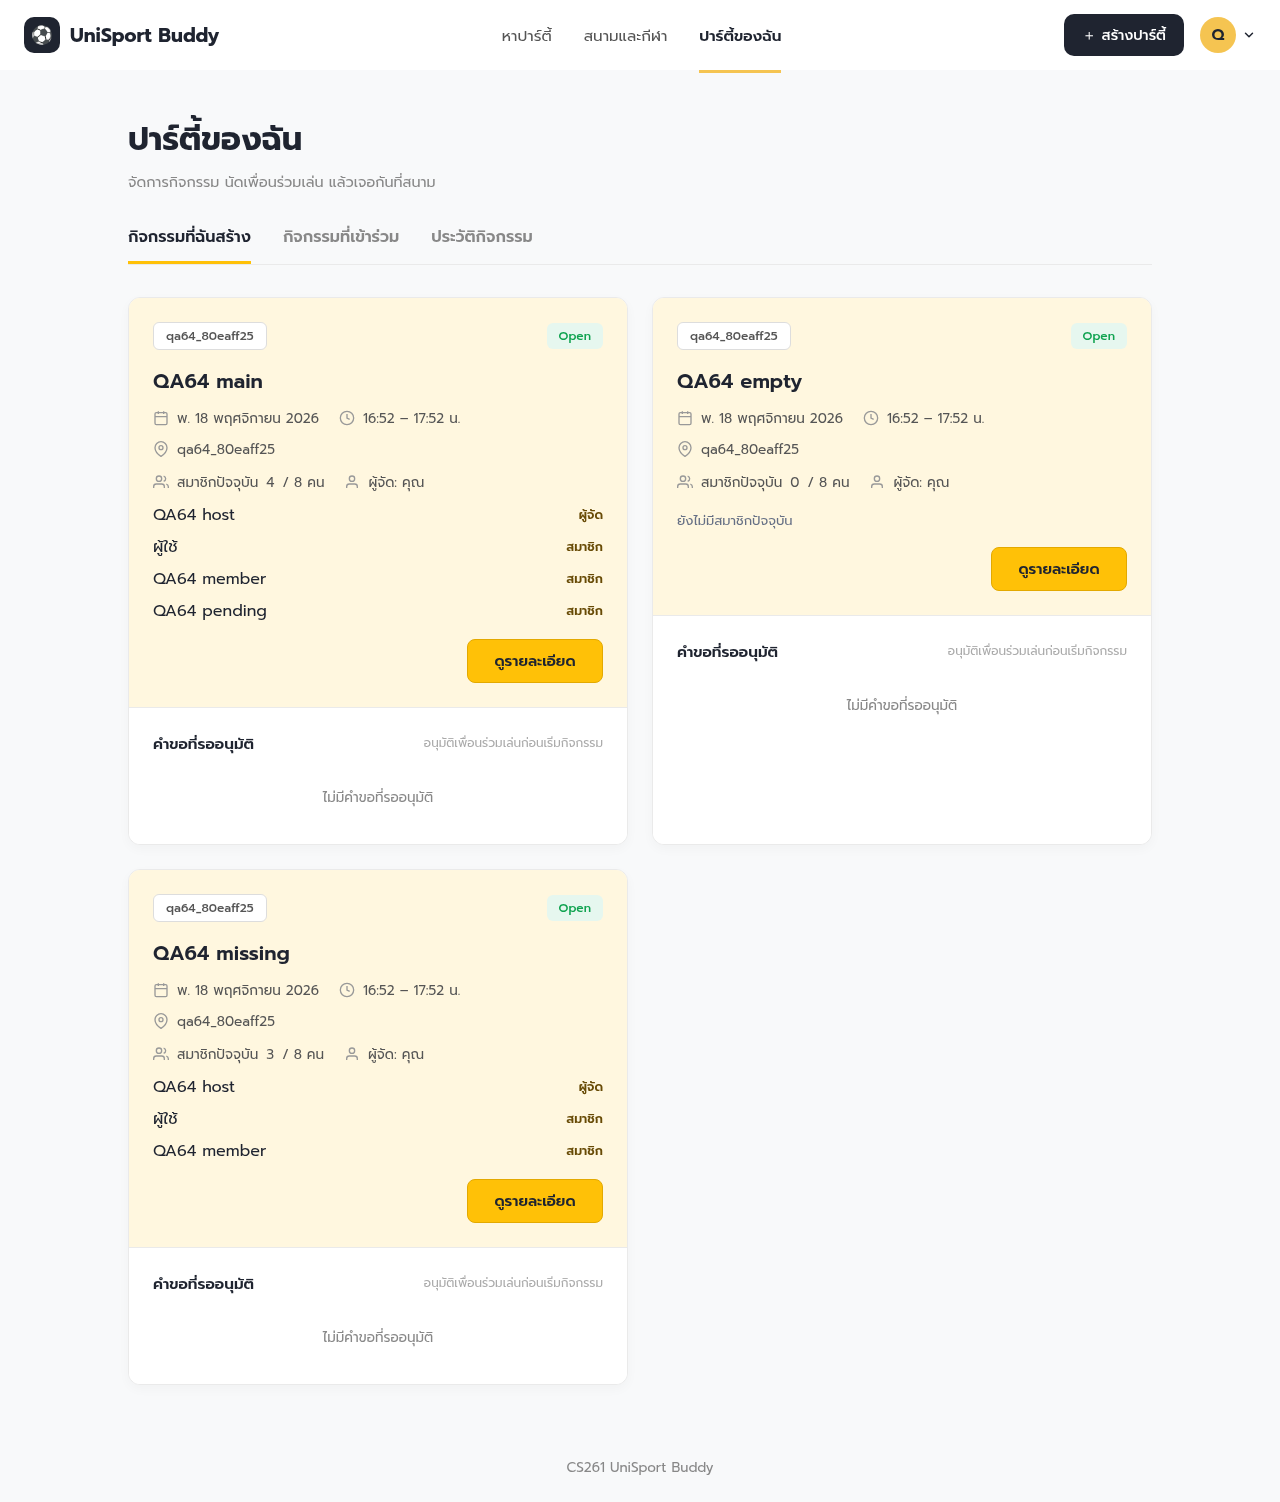 UniSport Buddy
หาปาร์ตี้ สนามและกีฬา ปาร์ตี้ของฉัน
+ สร้างปาร์ตี้
Q
ปาร์ตี้ของฉัน
จัดการกิจกรรม นัดเพื่อนร่วมเล่น แล้วเจอกันที่สนาม
กิจกรรมที่ฉันสร้าง กิจกรรมที่เข้าร่วม ประวัติกิจกรรม
qa64_80eaff25 Open
QA64 main
พ. 18 พฤศจิกายน 2026 16:52 – 17:52 น.
qa64_80eaff25
สมาชิกปัจจุบัน 4 / 8 คน ผู้จัด: คุณ
QA64 host ผู้จัด
ผู้ใช้ สมาชิก
QA64 member สมาชิก
QA64 pending สมาชิก
ดูรายละเอียด
คำขอที่รออนุมัติ อนุมัติเพื่อนร่วมเล่นก่อนเริ่มกิจกรรม
ไม่มีคำขอที่รออนุมัติ
qa64_80eaff25 Open
QA64 empty
พ. 18 พฤศจิกายน 2026 16:52 – 17:52 น.
qa64_80eaff25
สมาชิกปัจจุบัน 0 / 8 คน ผู้จัด: คุณ
ยังไม่มีสมาชิกปัจจุบัน
ดูรายละเอียด
คำขอที่รออนุมัติ อนุมัติเพื่อนร่วมเล่นก่อนเริ่มกิจกรรม
ไม่มีคำขอที่รออนุมัติ
qa64_80eaff25 Open
QA64 missing
พ. 18 พฤศจิกายน 2026 16:52 – 17:52 น.
qa64_80eaff25
สมาชิกปัจจุบัน 3 / 8 คน ผู้จัด: คุณ
QA64 host ผู้จัด
ผู้ใช้ สมาชิก
QA64 member สมาชิก
ดูรายละเอียด
คำขอที่รออนุมัติ อนุมัติเพื่อนร่วมเล่นก่อนเริ่มกิจกรรม
ไม่มีคำขอที่รออนุมัติ
CS261 UniSport Buddy